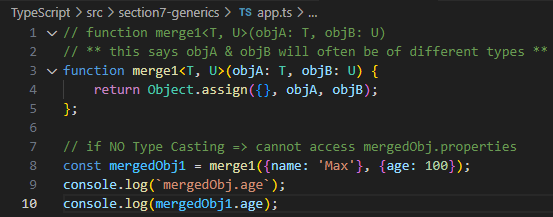 TypeScript > src > section7-generics > TS app.ts > ...
1 // function merge1<T, U>(objA: T, objB: U)
2 // ** this says objA & objB will often be of different types **
3 function merge1<T, U>(objA: T, objB: U) {
4 return Object.assign({}, objA, objB);
5 };
6
7 // if NO Type Casting => cannot access mergedObj.properties
8 const mergedObj1 = merge1({name: 'Max'}, {age: 100});
9 console.log(`mergedObj.age`);
10 console.log(mergedObj1.age);